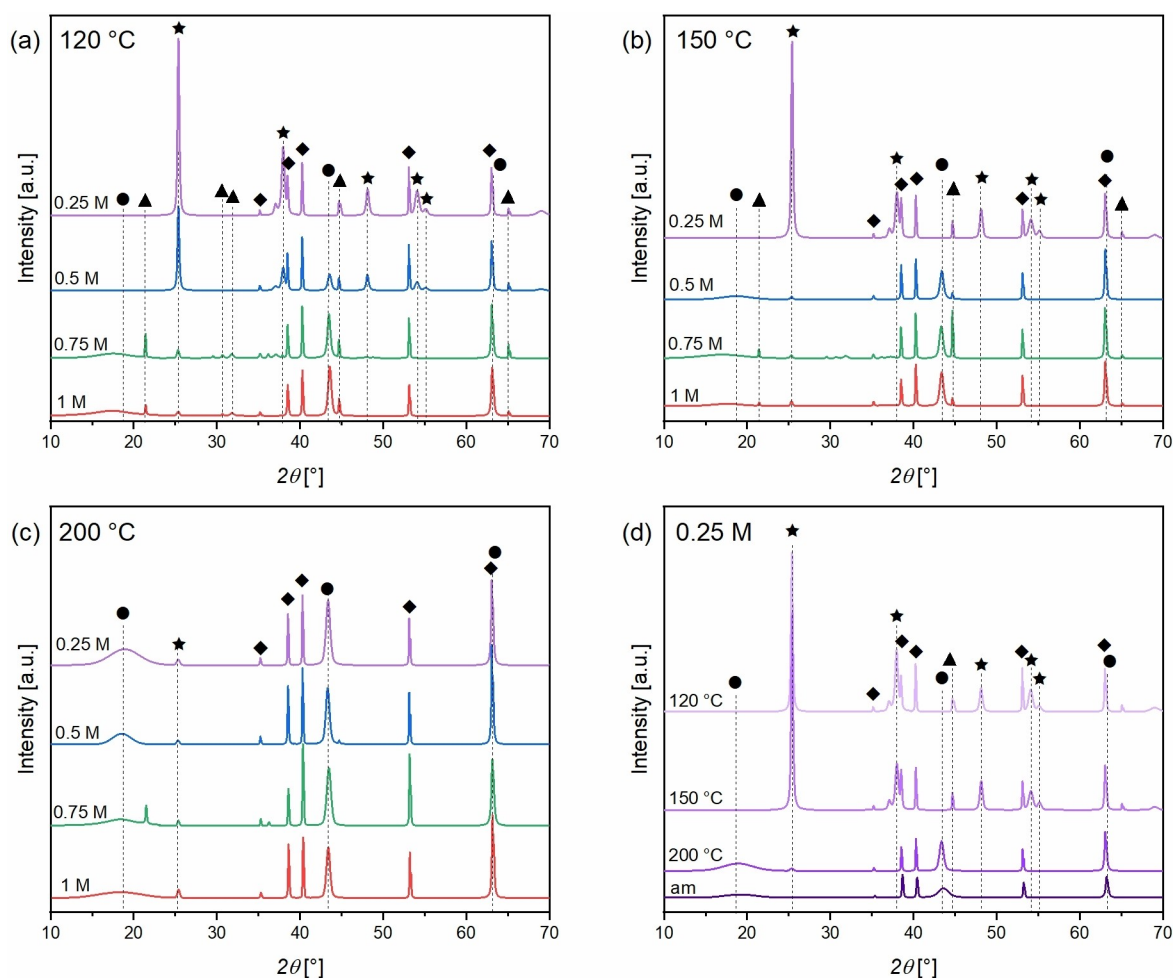 (a) 120 °C
Intensity [a.u.]
0.25 M
0.5 M
0.75 M
1 M
10 20 30 40 50 60 70
2θ [°]
(b) 150 °C
Intensity [a.u.]
0.25 M
0.5 M
0.75 M
1 M
10 20 30 40 50 60 70
2θ [°]
(c) 200 °C
Intensity [a.u.]
0.25 M
0.5 M
0.75 M
1 M
10 20 30 40 50 60 70
2θ [°]
(d) 0.25 M
Intensity [a.u.]
120 °C
150 °C
200 °C
am
10 20 30 40 50 60 70
2θ [°]